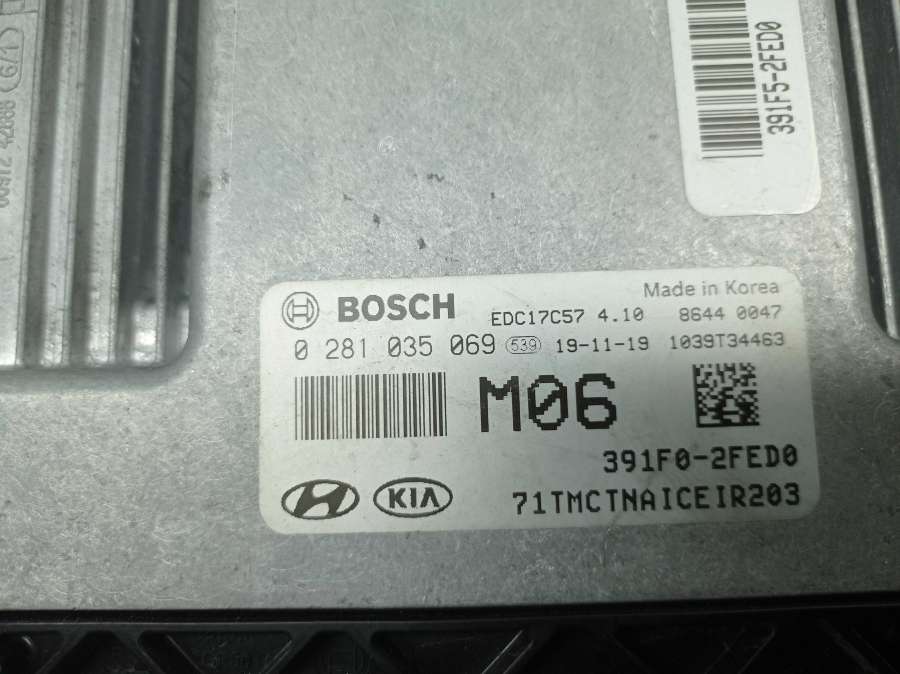 391F5-2FED0
BOSCH
EDC17C57 4.10
Made in Korea
8644 0047
0 281 035 069 539 19-11-19 1039T34463
M06
391F0-2FED0
KIA 71TMCTNAICEIR203